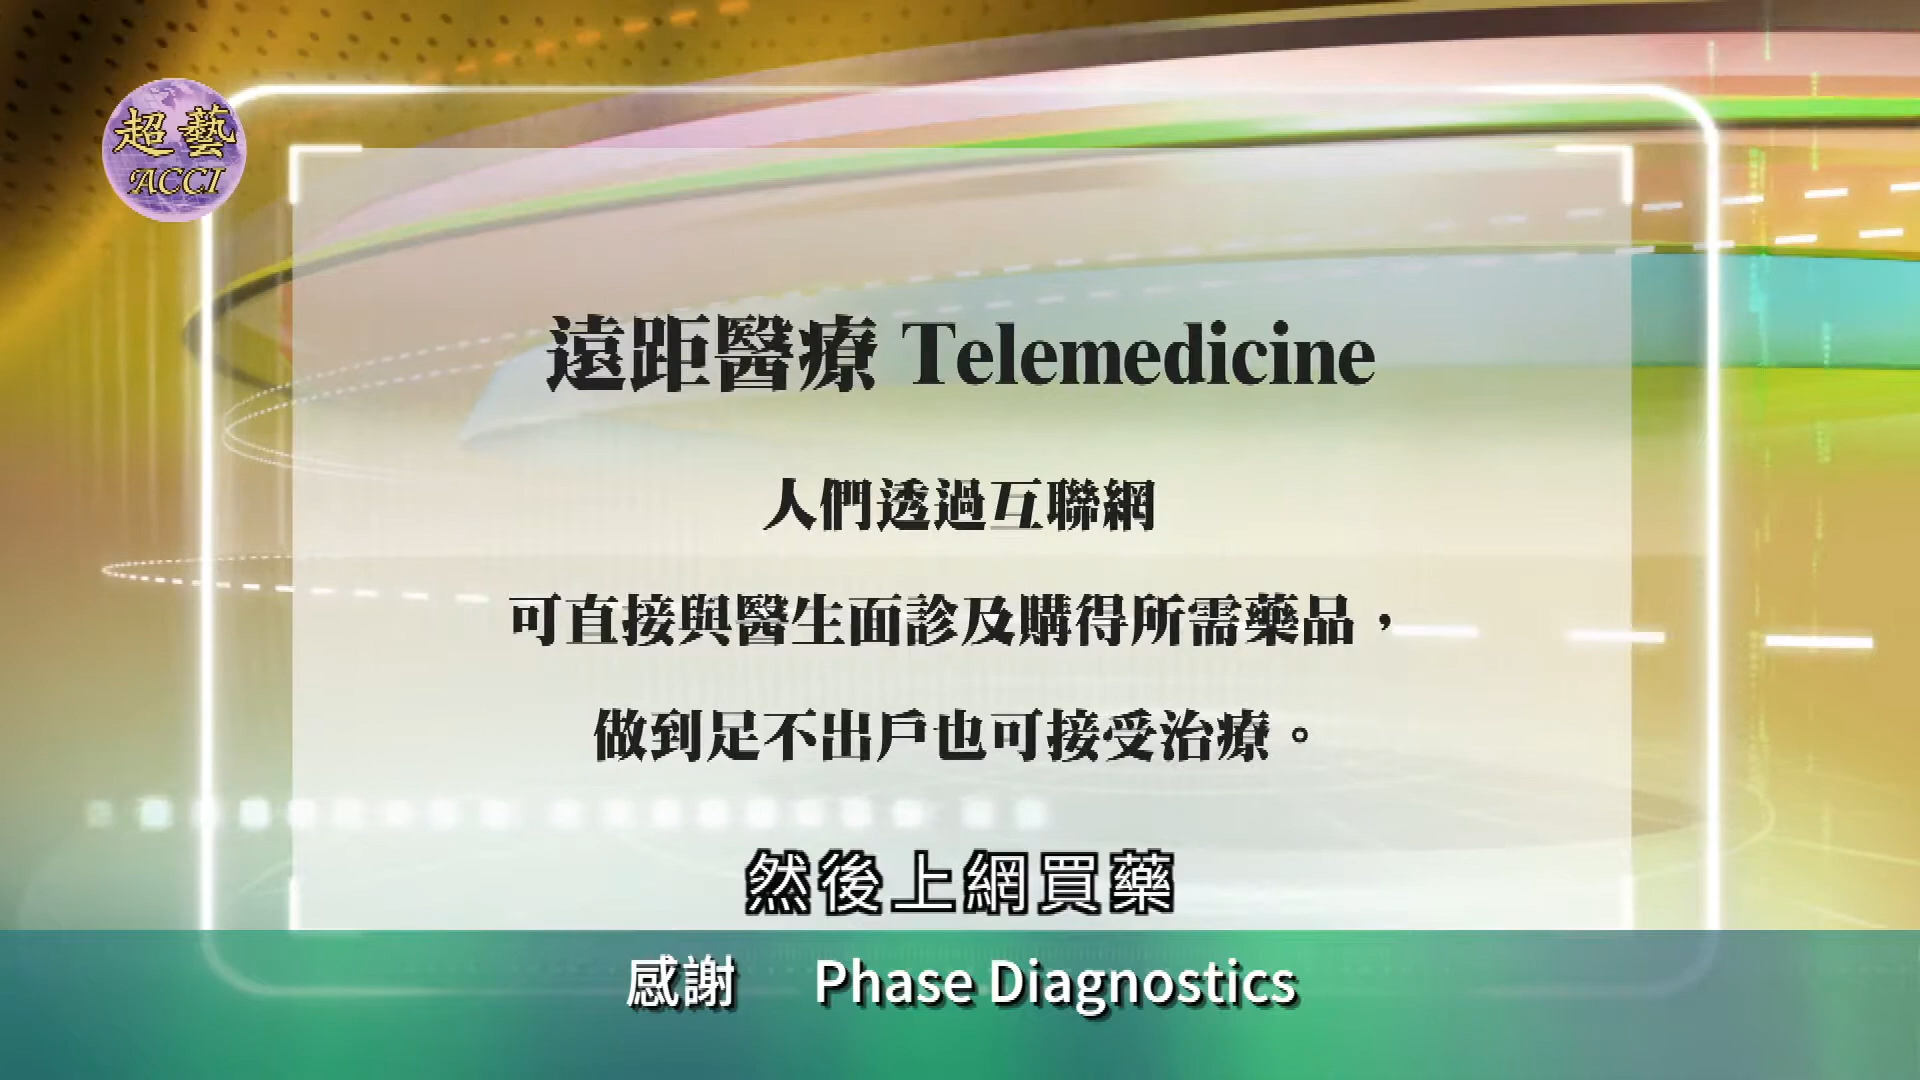 超藝
ACCI
遠距醫療 Telemedicine
人們透過互聯網
可直接與醫生面診及購得所需藥品，
做到足不出戶也可接受治療。
然後上網買藥
感謝 Phase Diagnostics